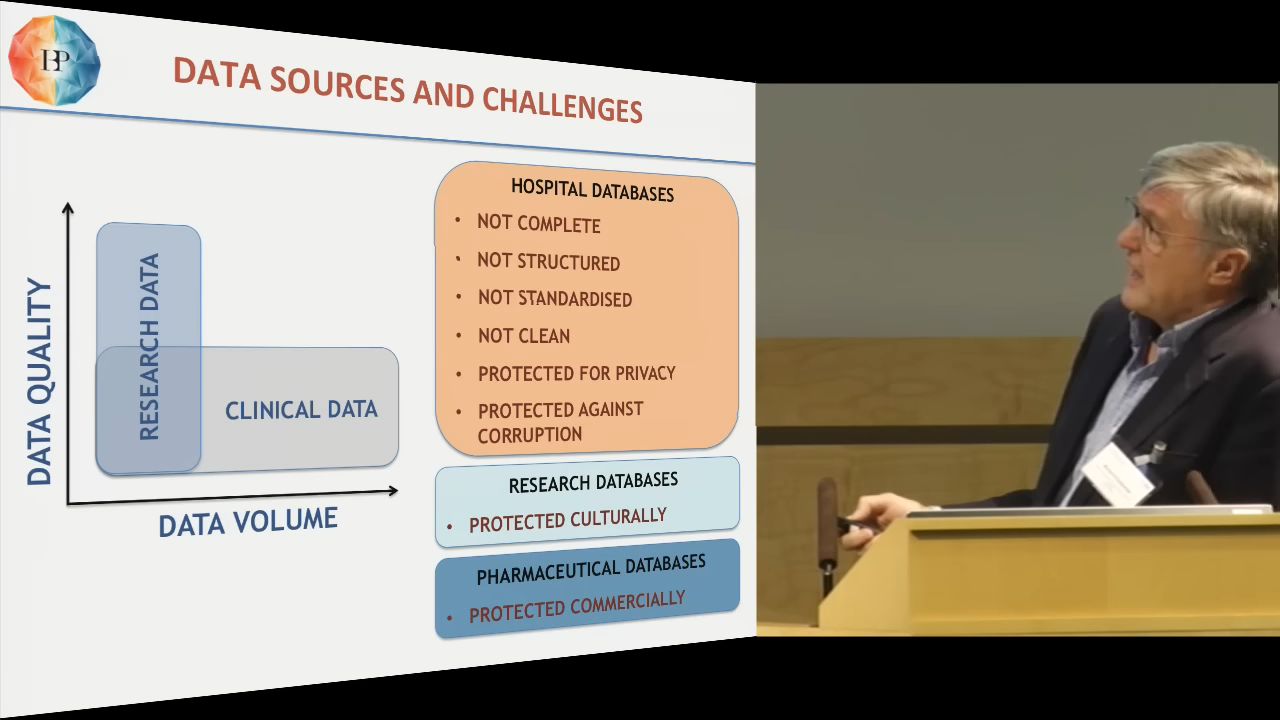 HP
DATA SOURCES AND CHALLENGES
DATA QUALITY
RESEARCH DATA
CLINICAL DATA
DATA VOLUME
HOSPITAL DATABASES
• NOT COMPLETE
• NOT STRUCTURED
• NOT STANDARDISED
• NOT CLEAN
• PROTECTED FOR PRIVACY
• PROTECTED AGAINST
CORRUPTION
RESEARCH DATABASES
• PROTECTED CULTURALLY
PHARMACEUTICAL DATABASES
• PROTECTED COMMERCIALLY